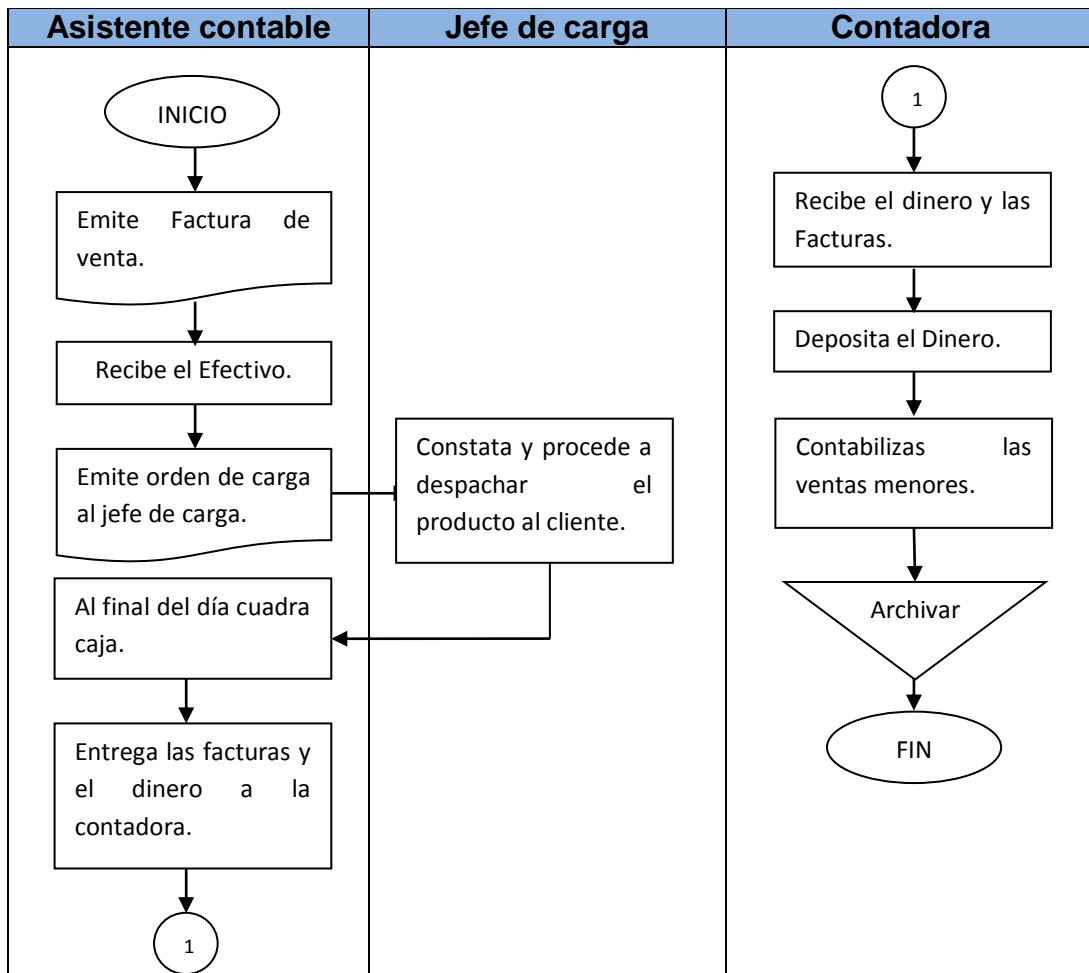 Asistente contable
Jefe de carga
Contadora
INICIO
Emite Factura de
venta.
Recibe el Efectivo.
Emite orden de carga
al jefe de carga.
Al final del día cuadra
caja.
Entrega las facturas y
el dinero a la
contadora.
1
Constata y procede a
despachar el
producto al cliente.
1
Recibe el dinero y las
Facturas.
Deposita el Dinero.
Contabilizas las
ventas menores.
Archivar
FIN